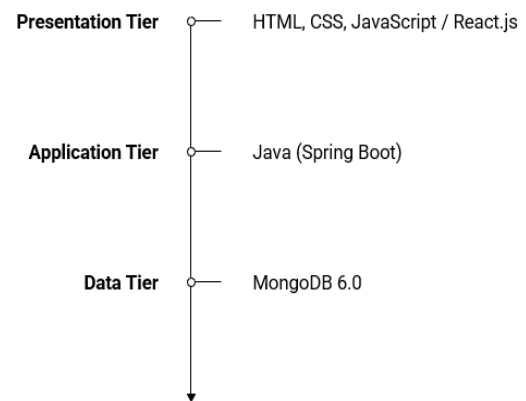 Presentation Tier HTML, CSS, JavaScript / React.js
Application Tier Java (Spring Boot)
Data Tier MongoDB 6.0